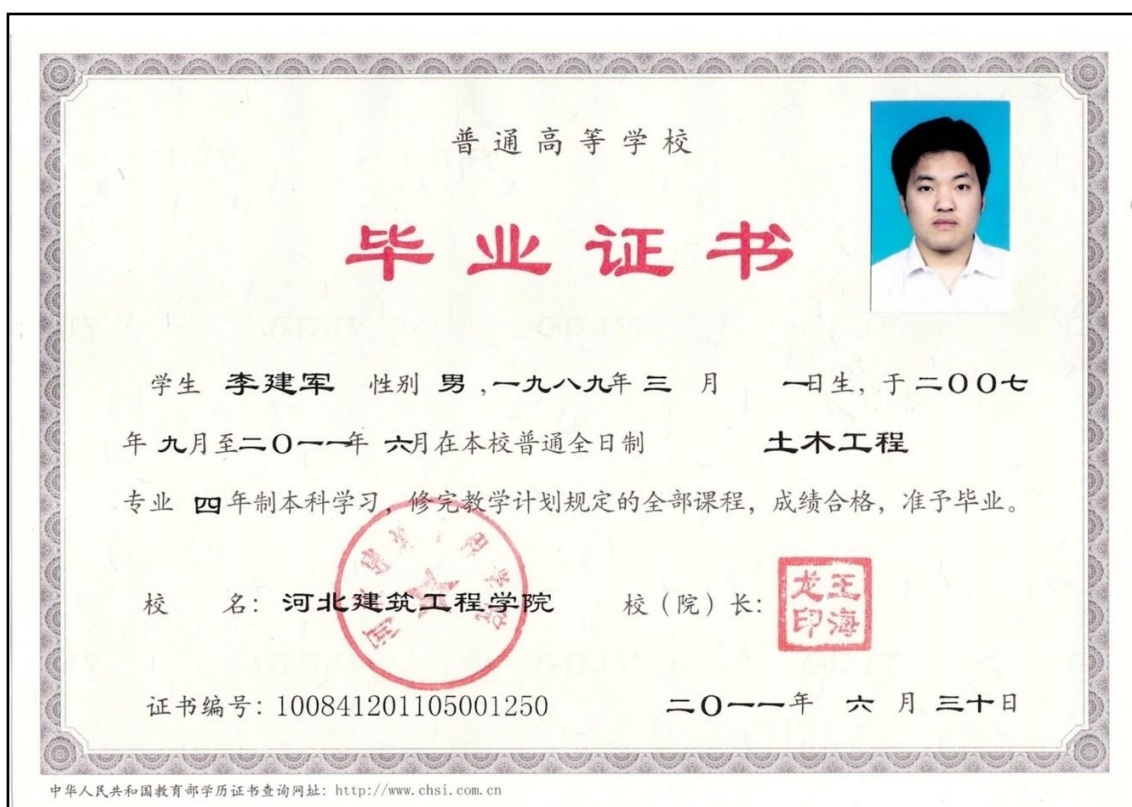 普通高等学校
毕业证书
学生 李建军 性别 男，一九八九年 三 月 一日生，于 二〇〇七
年 九月至二〇一一年 六月在本校普通全日制 土木工程
专业 四年制本科学习，修完教学计划规定的全部课程，成绩合格，准予毕业。
校 名：河北建筑工程学院 校（院）长：
王海龙印
证书编号：100841201105001250 二〇一一年 六 月 三十日
中华人民共和国教育部学历证书查询网址：http://www.chsi.com.cn